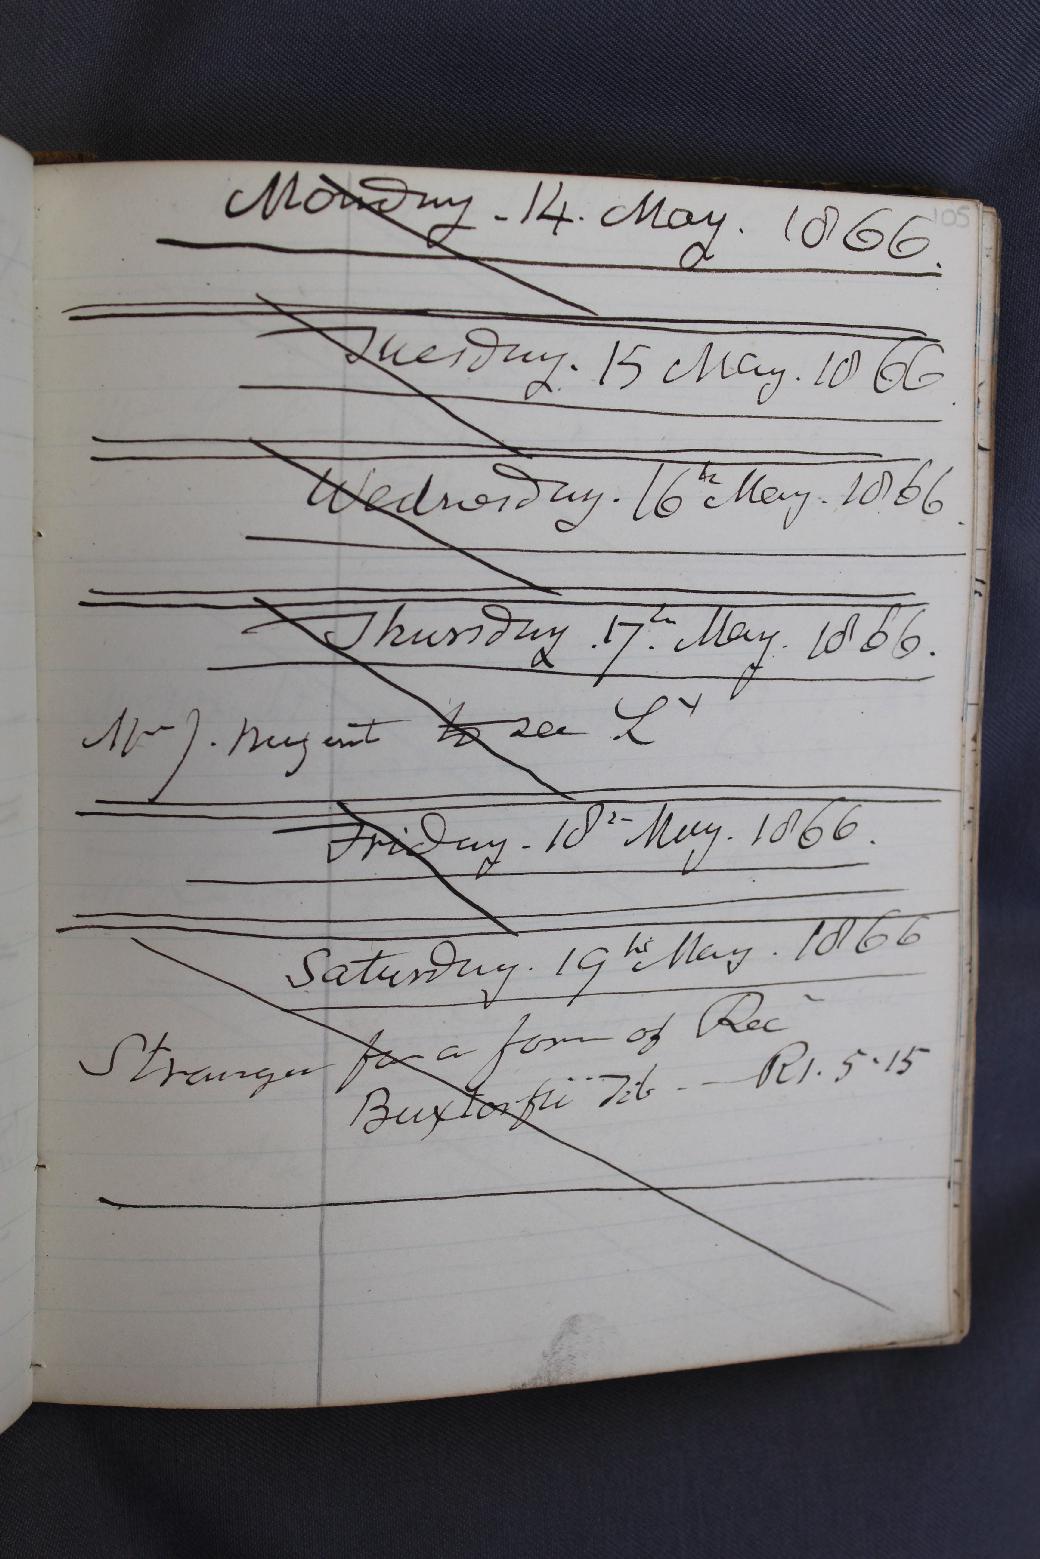 105
Monday - 14. May. 1866.
Tuesday. 15 May. 1866.
Wednesday. 16th May. 1866.
Thursday. 17th May. 1866.
Mr J. Nugent to see Ly
Friday - 18th May. 1866.
Saturday. 19th May. 1866
Stranger for a form of Rec
Buxtorfii Tib -- R1. 5.15